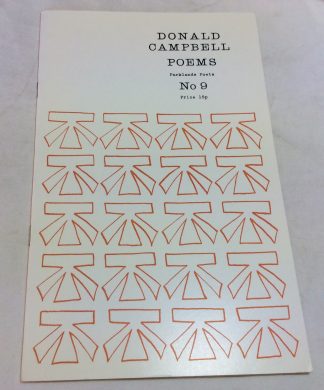 DONALD
CAMPBELL
POEMS
Parklands Poets
No 9
Price 15p